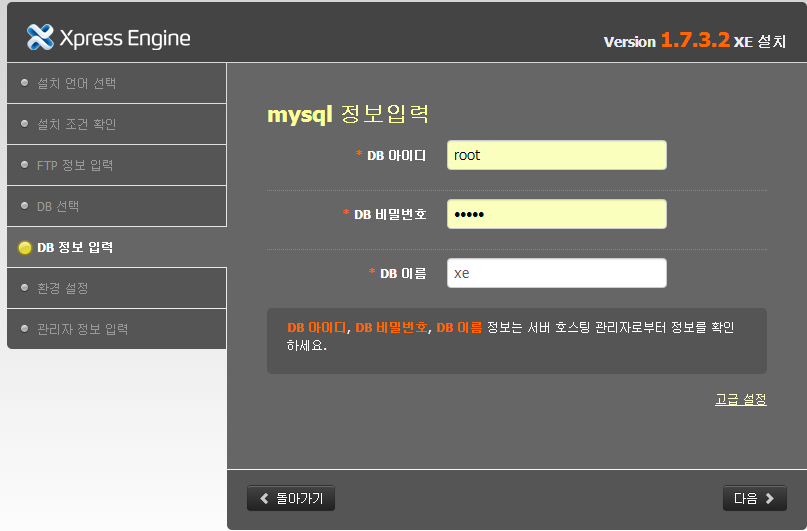 Xpress Engine
Version 1.7.3.2 XE 설치
설치 언어 선택
설치 조건 확인
FTP 정보 입력
DB 선택
DB 정보 입력
환경 설정
관리자 정보 입력
mysql 정보입력
* DB 아이디 root
* DB 비밀번호 •••••
* DB 이름 xe
DB 아이디, DB 비밀번호, DB 이름 정보는 서버 호스팅 관리자로부터 정보를 확인
하세요.
고급 설정
돌아가기
다음